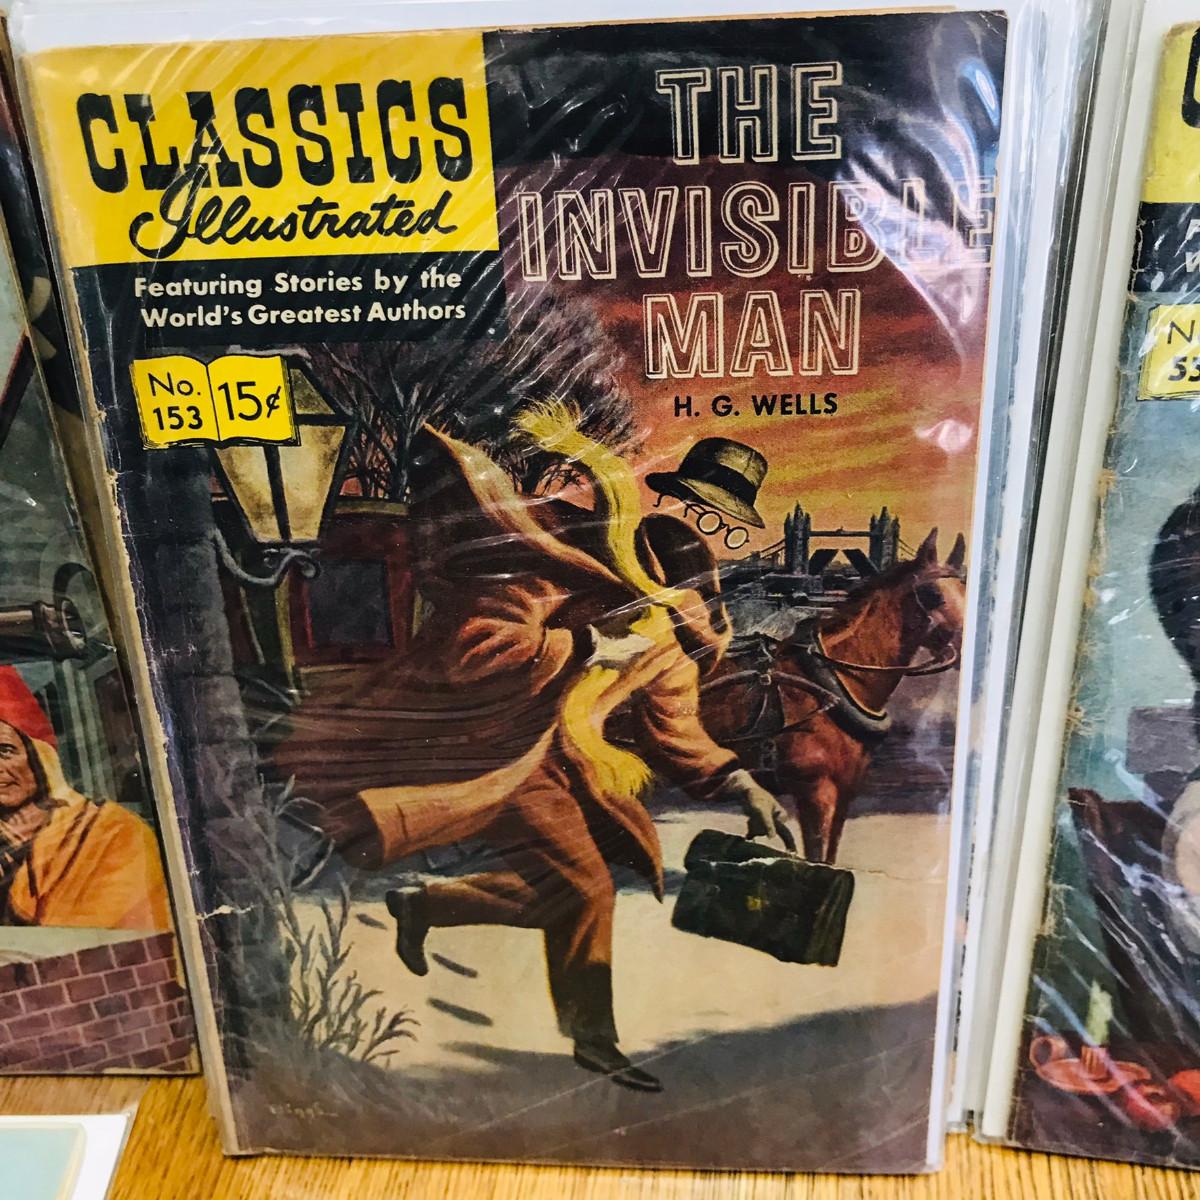 CLASSICS
Illustrated
Featuring Stories by the
World's Greatest Authors
No.
153
15¢
THE
INVISIBLE
MAN
H. G. WELLS